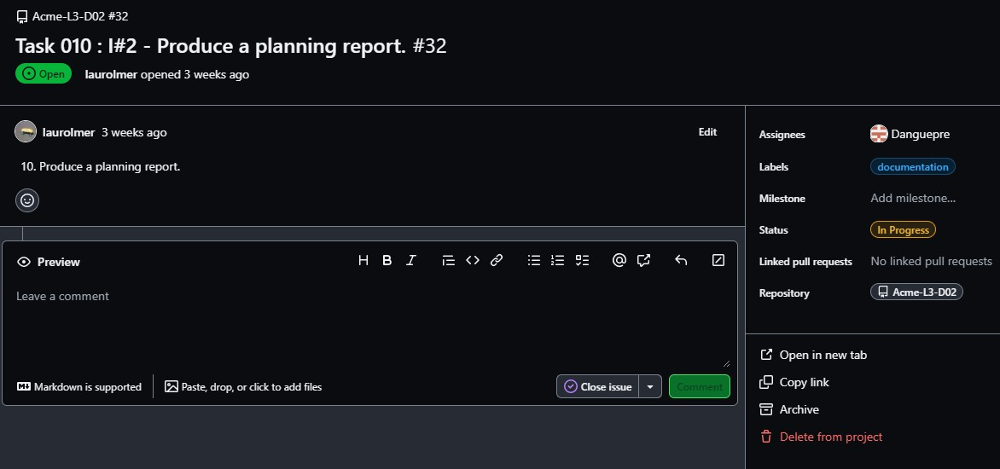 Acme-L3-D02 #32
Task 010 : I#2 - Produce a planning report. #32
Open
laurolmer opened 3 weeks ago
laurolmer 3 weeks ago
Edit
10. Produce a planning report.
Preview
H B I
Leave a comment
Markdown is supported
Paste, drop, or click to add files
Close issue
Comment
Assignees
Danguepre
Labels
documentation
Milestone
Add milestone...
Status
In Progress
Linked pull requests
No linked pull requests
Repository
Acme-L3-D02
Open in new tab
Copy link
Archive
Delete from project